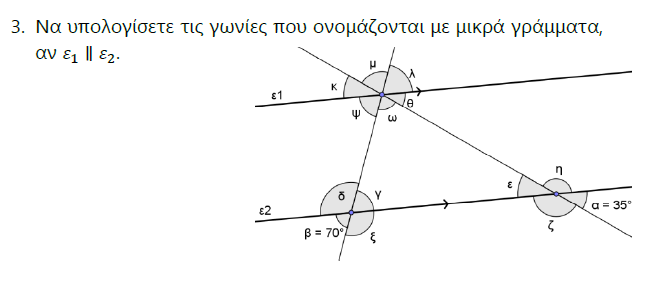 3. Να υπολογίσετε τις γωνίες που ονομάζονται με μικρά γράμματα,
αν ε₁ ∥ ε₂.
μ
λ
κ
ε1
θ
ψ
ω
η
ε
δ
γ
α = 35°
ε2
ζ
β = 70°
ξ